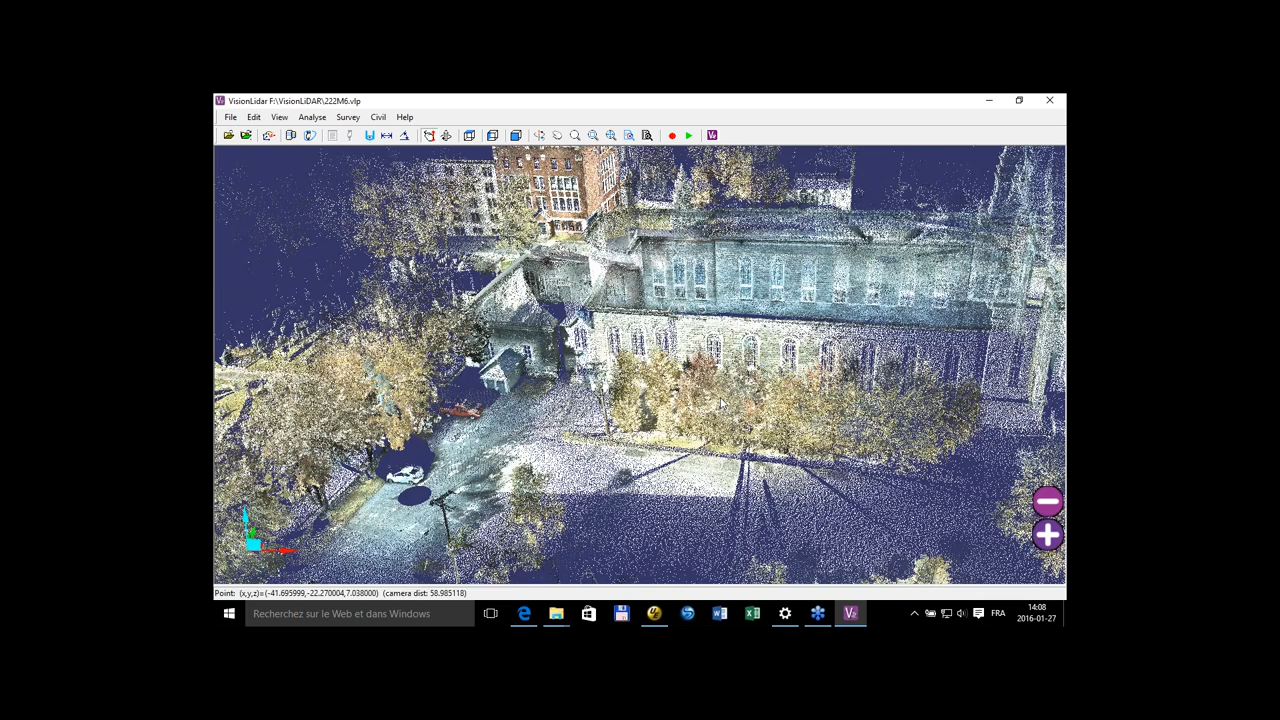 VisionLidar F:\VisionLiDAR\222M6.vlp
File Edit View Analyse Survey Civil Help
Point: (x,y,z)=(-41.695999,-22.270004,7.038000) (camera dist: 58.985118)
Recherchez sur le Web et dans Windows
FRA
14:08
2016-01-27